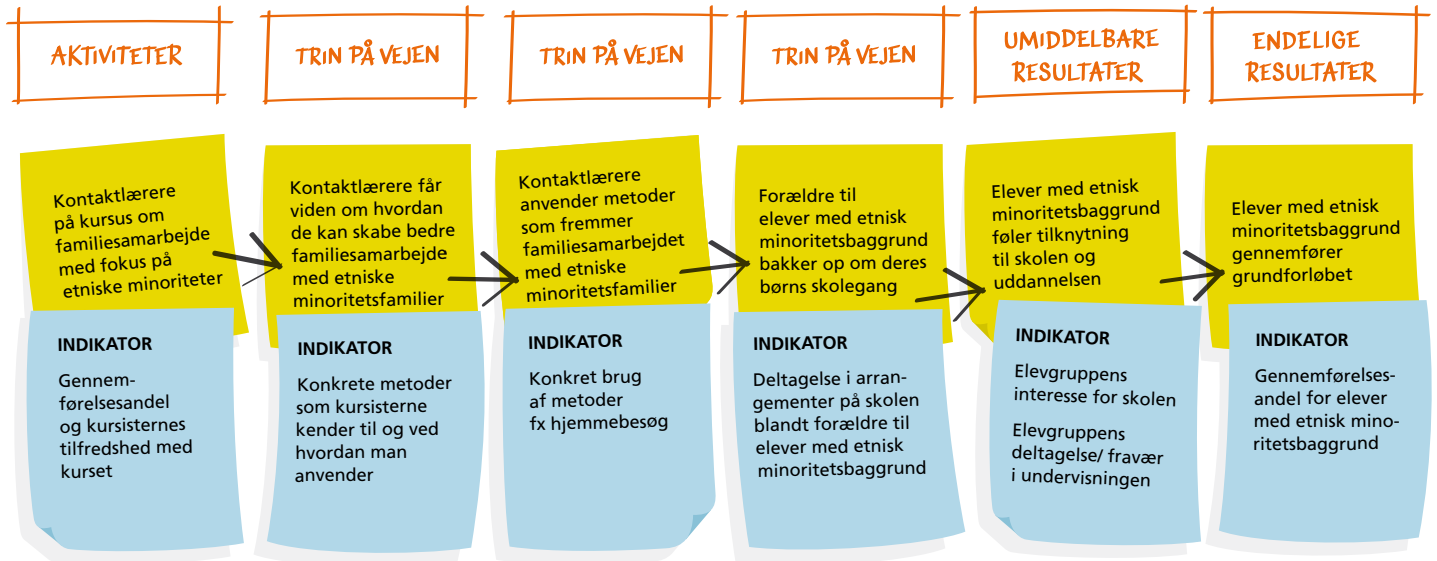 AKTIVITETER
TRIN PÅ VEJEN
TRIN PÅ VEJEN
TRIN PÅ VEJEN
UMIDDELBARE
RESULTATER
ENDELIGE
RESULTATER
Kontaktlærere
på kursus om
familiesamarbejde
med fokus på
etniske minoriteter
Kontaktlærere får
viden om hvordan
de kan skabe bedre
familiesamarbejde
med etniske
minoritetsfamilier
Kontaktlærere
anvender metoder
som fremmer
familiesamarbejdet
med etniske
minoritetsfamilier
Forældre til
elever med etnisk
minoritetsbaggrund
bakker op om deres
børns skolegang
Elever med etnisk
minoritetsbaggrund
føler tilknytning
til skolen og
uddannelsen
Elever med etnisk
minoritetsbaggrund
gennemfører
grundforløbet
INDIKATOR
Gennem-
førelsesandel
og kursisternes
tilfredshed med
kurset
INDIKATOR
Konkrete metoder
som kursisterne
kender til og ved
hvordan man
anvender
INDIKATOR
Konkret brug
af metoder
fx hjemmebesøg
INDIKATOR
Deltagelse i arran-
gementer på skolen
blandt forældre til
elever med etnisk
minoritetsbaggrund
INDIKATOR
Elevgruppens
interesse for skolen
Elevgruppens
deltagelse/ fravær
i undervisningen
INDIKATOR
Gennemførelses-
andel for elever
med etnisk mino-
ritetsbaggrund